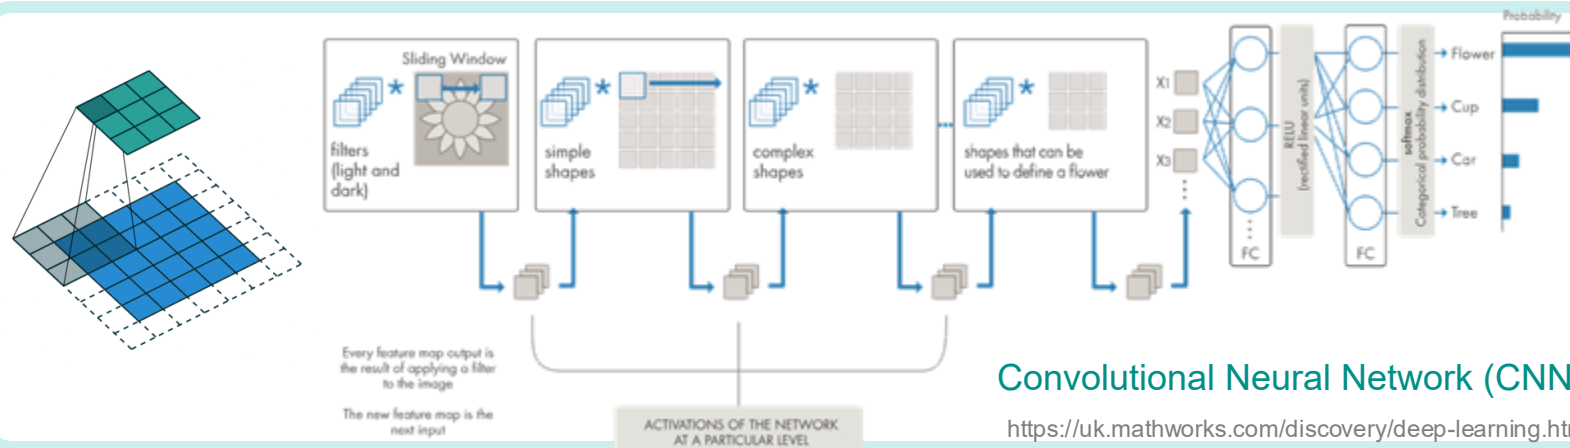 Sliding Window
filters
(light and
dark)
simple
shapes
complex
shapes
shapes that can be
used to define a flower
X1
X2
X3
FC
RELU
(rectified linear units)
FC
softmax
Categorical probability distribution
Probability
Flower
Cup
Car
Tree
Every feature map output is
the result of applying a filter
to the image
The new feature map is the
next input
ACTIVATIONS OF THE NETWORK
AT A PARTICULAR LEVEL
Convolutional Neural Network (CNN
https://uk.mathworks.com/discovery/deep-learning.htm